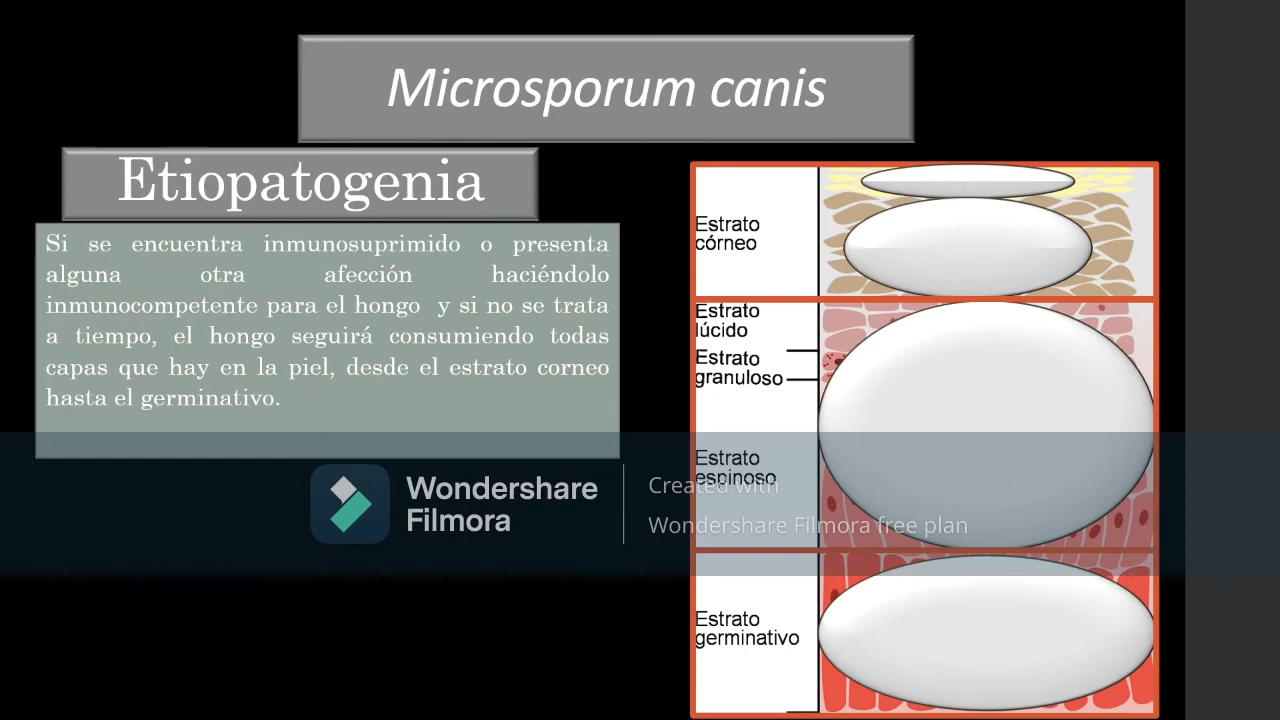 Microsporum canis
Etiopatogenia
Si se encuentra inmunosuprimido o presenta
alguna otra afección haciéndolo
inmunocompetente para el hongo y si no se trata
a tiempo, el hongo seguirá consumiendo todas
capas que hay en la piel, desde el estrato corneo
hasta el germinativo.
Estrato
córneo
Estrato
lúcido
Estrato
granuloso
Estrato
espinoso
Estrato
germinativo
Wondershare
Filmora
Created with
Wondershare Filmora free plan